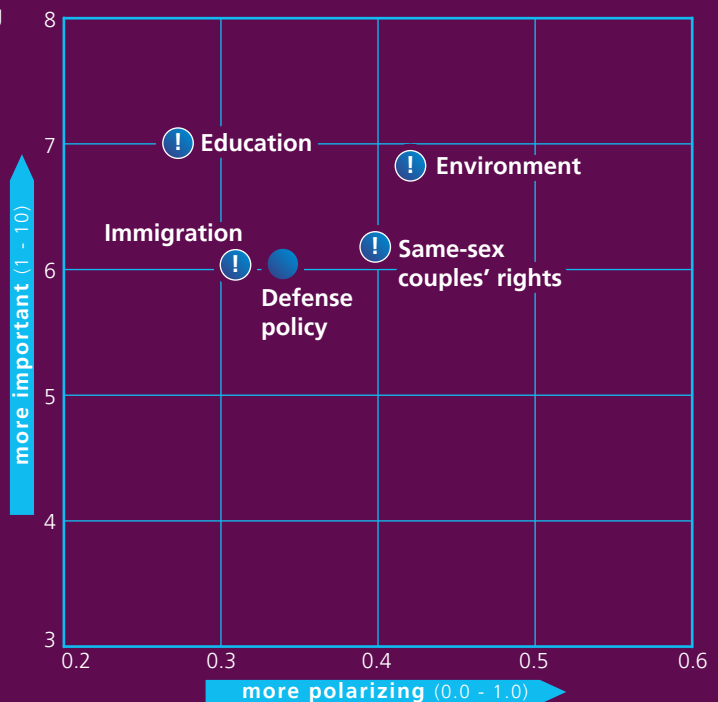 8
7
6
5
4
3
more important (1 - 10)
! Education
! Environment
Immigration
!
! Same-sex
couples' rights
Defense
policy
0.2 0.3 0.4 0.5 0.6
more polarizing (0.0 - 1.0)